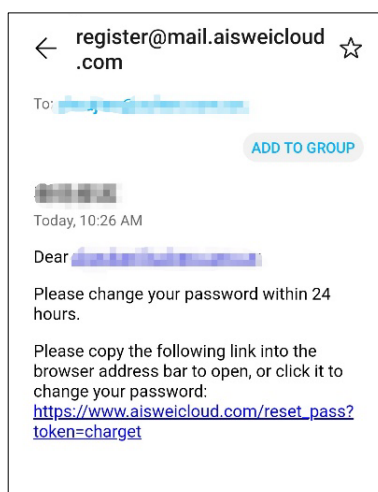 register@mail.aisweicloud
.com
To:
ADD TO GROUP
Today, 10:26 AM
Dear
Please change your password within 24
hours.
Please copy the following link into the
browser address bar to open, or click it to
change your password:
https://www.aisweicloud.com/reset_pass?
token=charget